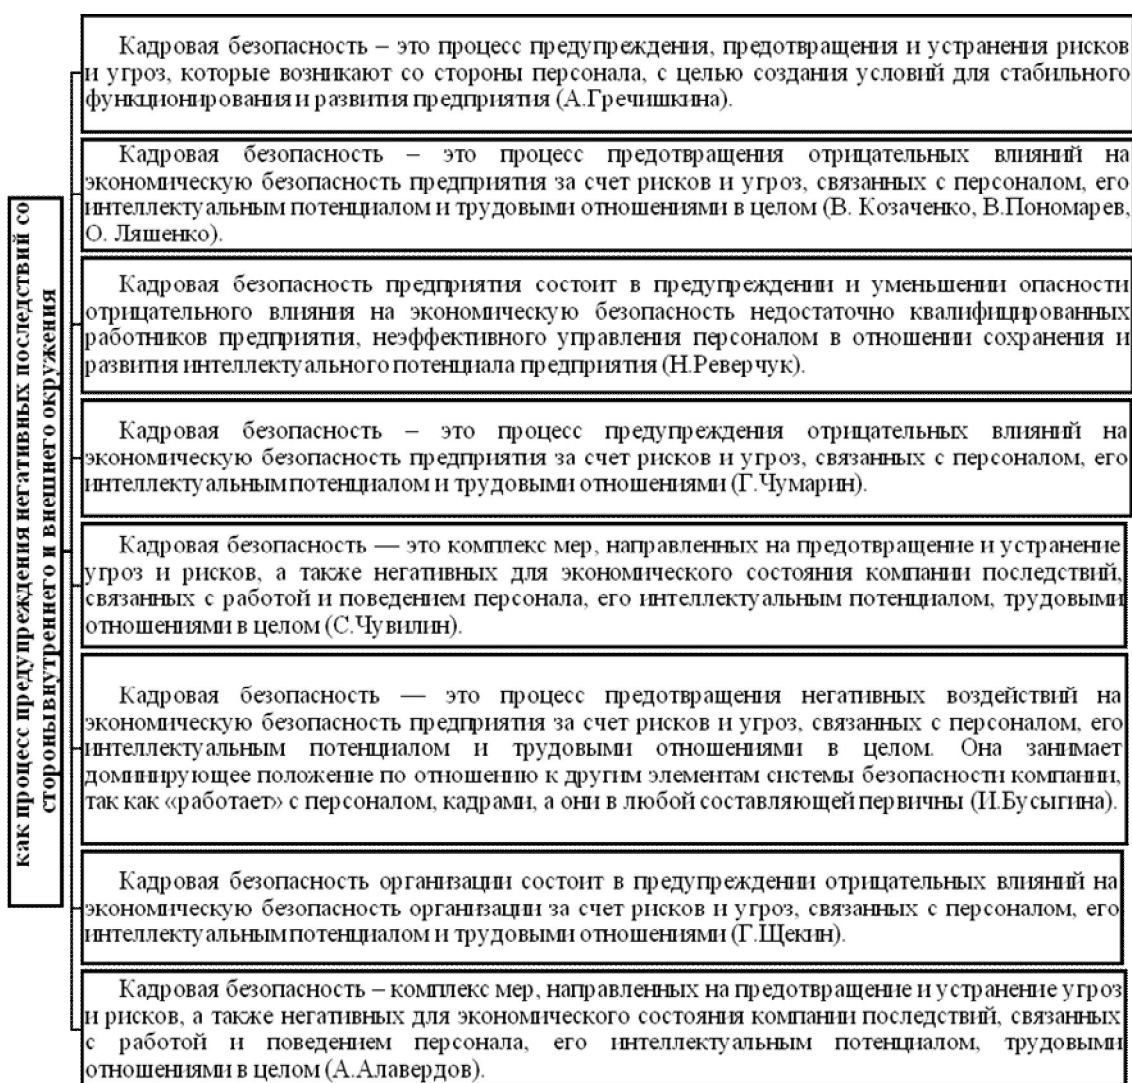 как процесс предупреждения негативных последствий со
стороны внутреннего и внешнего окружения
Кадровая безопасность – это процесс предупреждения, предотвращения и устранения рисков
и угроз, которые возникают со стороны персонала, с целью создания условий для стабильного
функционирования и развития предприятия (А.Гречишкина).
Кадровая безопасность – это процесс предотвращения отрицательных влияний на
экономическую безопасность предприятия за счет рисков и угроз, связанных с персоналом, его
интеллектуальным потенциалом и трудовыми отношениями в целом (В. Козаченко, В.Пономарев,
О. Ляшенко).
Кадровая безопасность предприятия состоит в предупреждении и уменьшении опасности
отрицательного влияния на экономическую безопасность недостаточно квалифицированных
работников предприятия, неэффективного управления персоналом в отношении сохранения и
развития интеллектуального потенциала предприятия (Н.Реверчук).
Кадровая безопасность – это процесс предупреждения отрицательных влияний на
экономическую безопасность предприятия за счет рисков и угроз, связанных с персоналом, его
интеллектуальным потенциалом и трудовыми отношениями (Г.Чумарин).
Кадровая безопасность — это комплекс мер, направленных на предотвращение и устранение
угроз и рисков, а также негативных для экономического состояния компании последствий,
связанных с работой и поведением персонала, его интеллектуальным потенциалом, трудовыми
отношениями в целом (С.Чувилин).
Кадровая безопасность — это процесс предотвращения негативных воздействий на
экономическую безопасность предприятия за счет рисков и угроз, связанных с персоналом, его
интеллектуальным потенциалом и трудовыми отношениями в целом. Она занимает
доминирующее положение по отношению к другим элементам системы безопасности компании,
так как «работает» с персоналом, кадрами, а они в любой составляющей первичны (И.Бусыгина).
Кадровая безопасность организации состоит в предупреждении отрицательных влияний на
экономическую безопасность организации за счет рисков и угроз, связанных с персоналом, его
интеллектуальным потенциалом и трудовыми отношениями (Г.Щекин).
Кадровая безопасность – комплекс мер, направленных на предотвращение и устранение угроз
и рисков, а также негативных для экономического состояния компании последствий, связанных
с работой и поведением персонала, его интеллектуальным потенциалом, трудовыми
отношениями в целом (А.Алавердов).